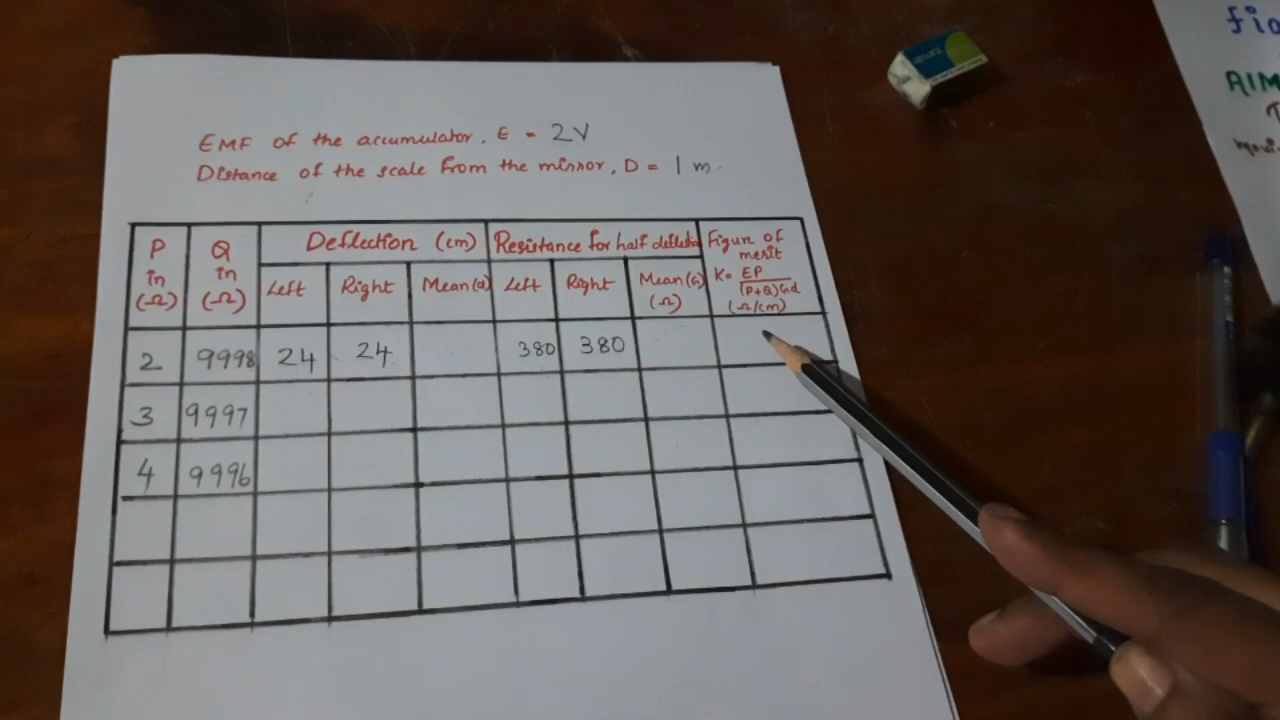 EMF of the accumulator, E = 2V
Distance of the scale from the mirror, D = 1 m.
P in (Ω) Q in (Ω) Deflection (cm) Resistance for half deflectio Figure of merit K= EP/(P+Q)Gd (Ω/cm)
Left Right Mean(d) Left Right Mean(G) (Ω)
2 9998 24 24 380 380
3 9997
4 9996
fig
AIM